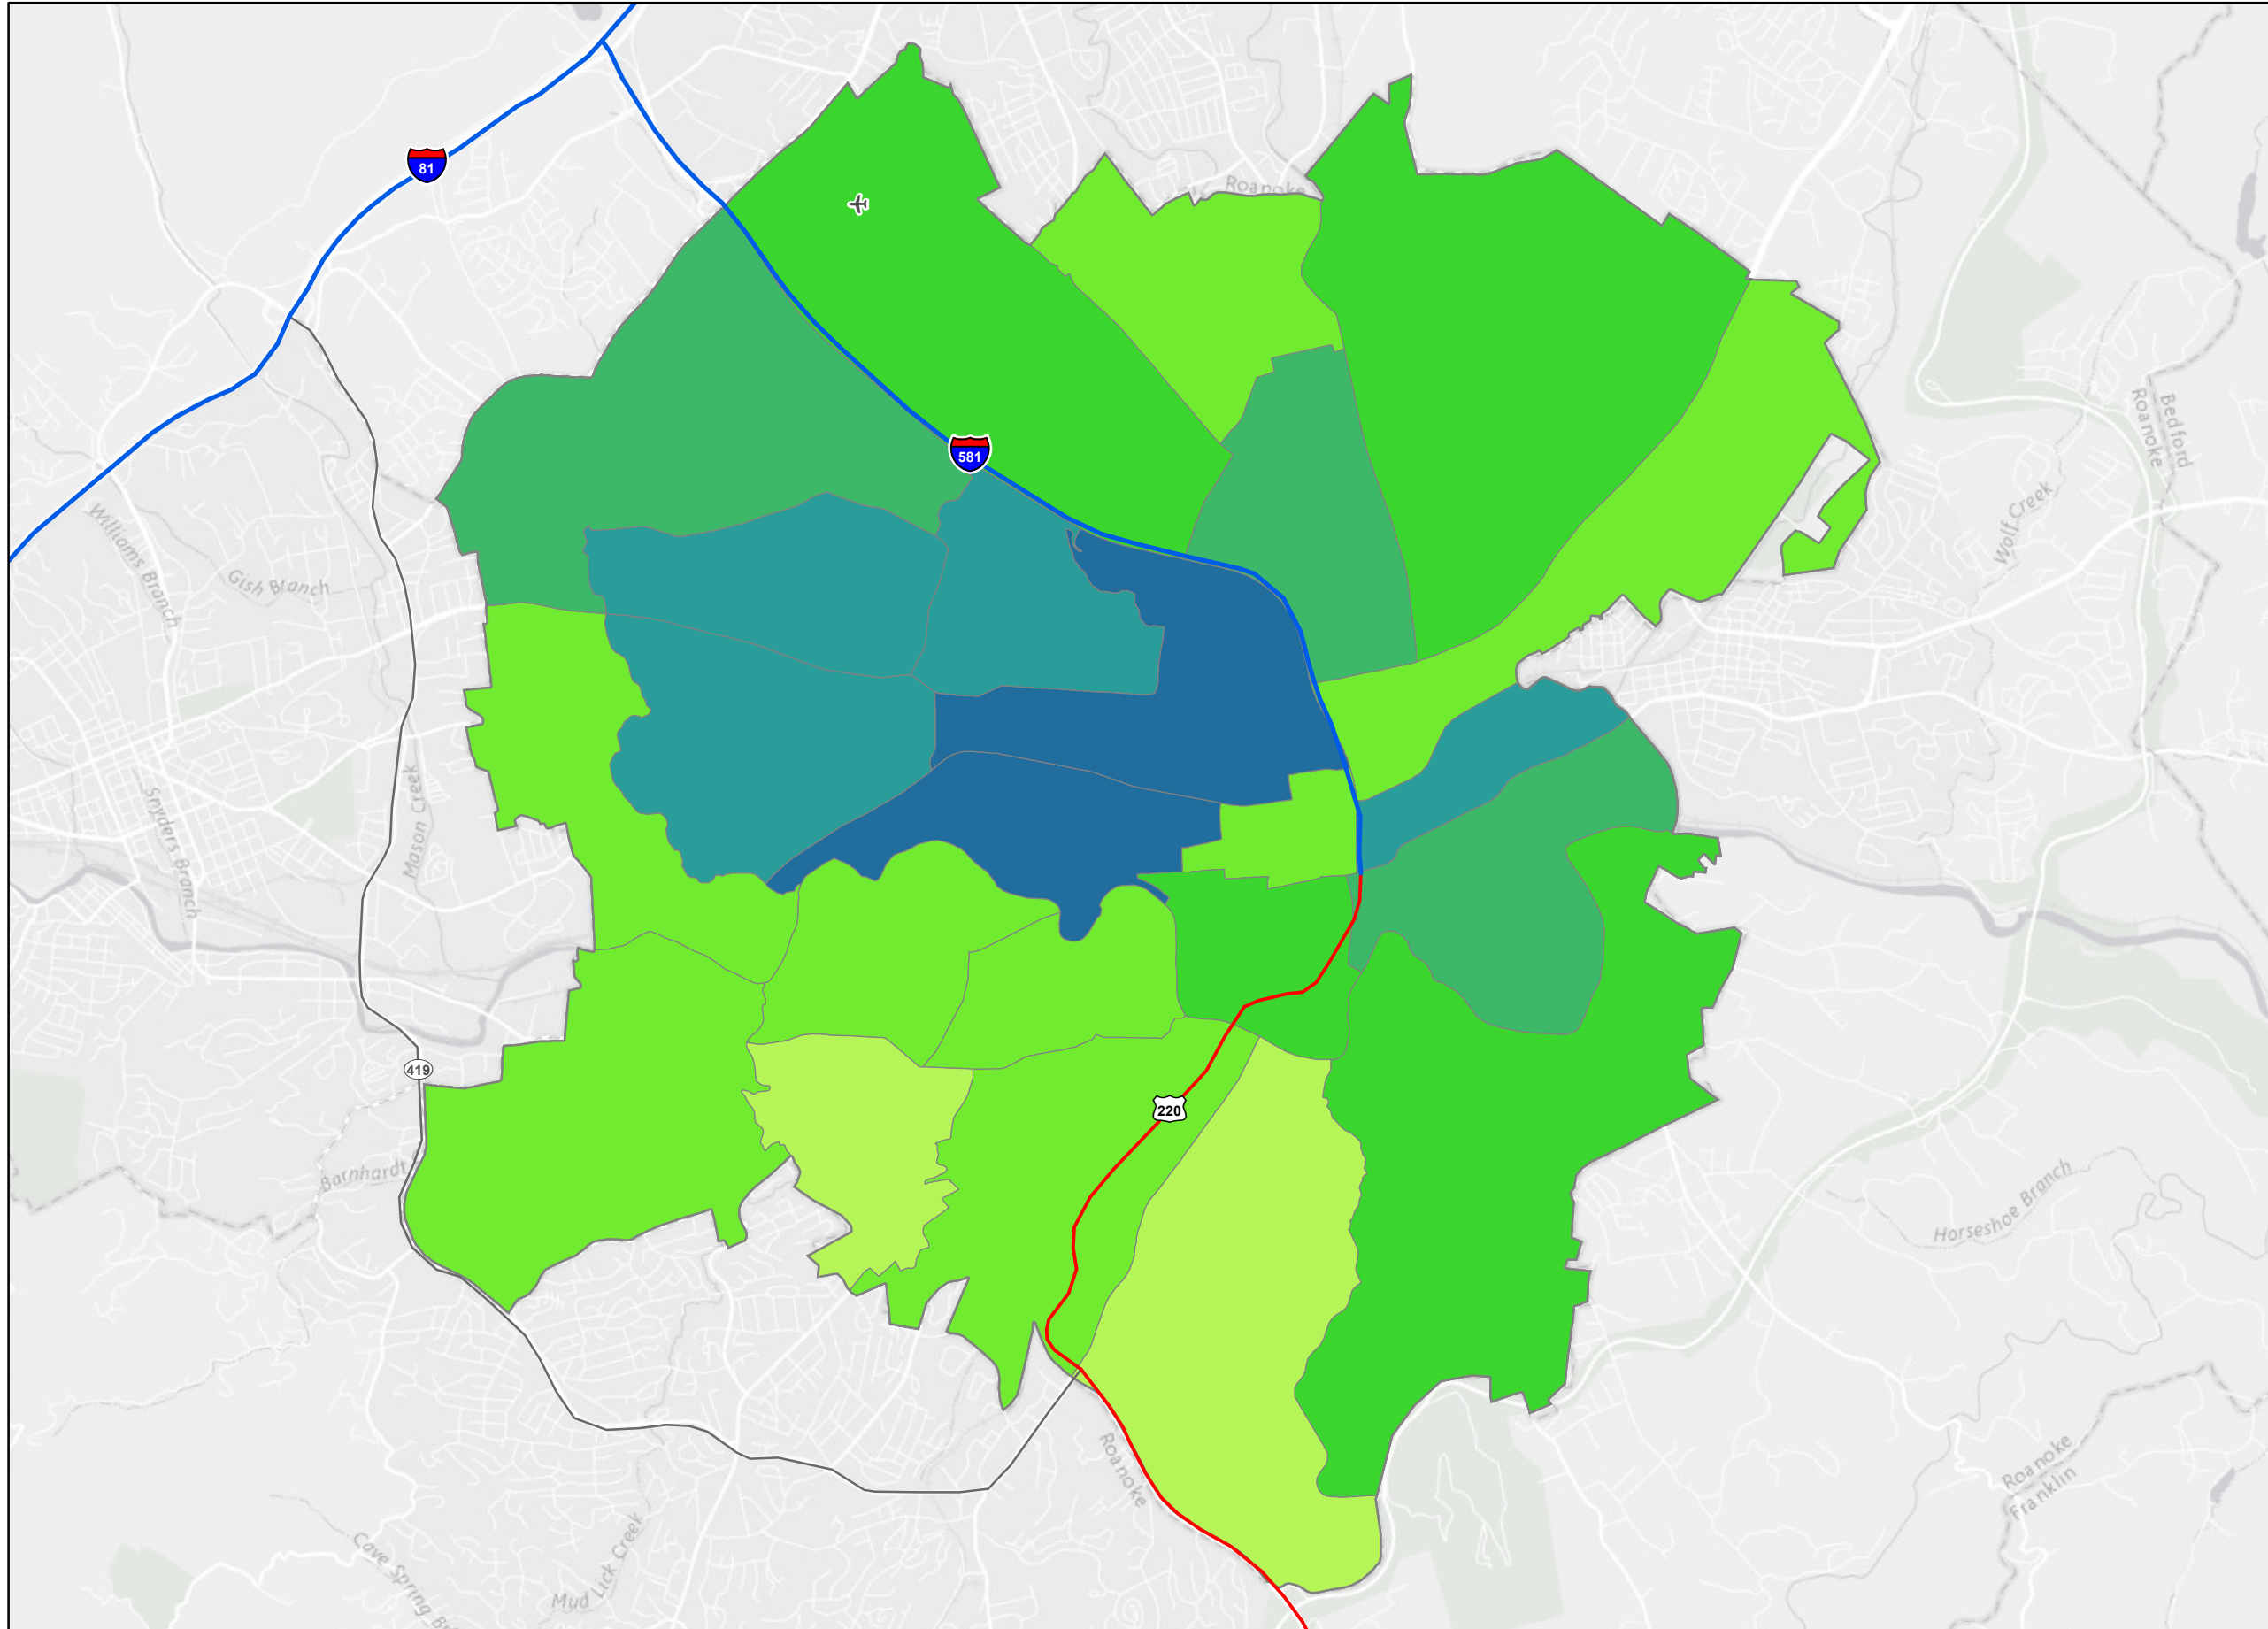 Roanoke
81
581
Bedford
Roanoke
Wolf Creek
Williams Branch
Gish Branch
Mason Creek
Snyders Branch
419
220
Barnhardt
Horseshoe Branch
Roanoke
Roanoke
Franklin
Cave Spring
Mud Lick Creek